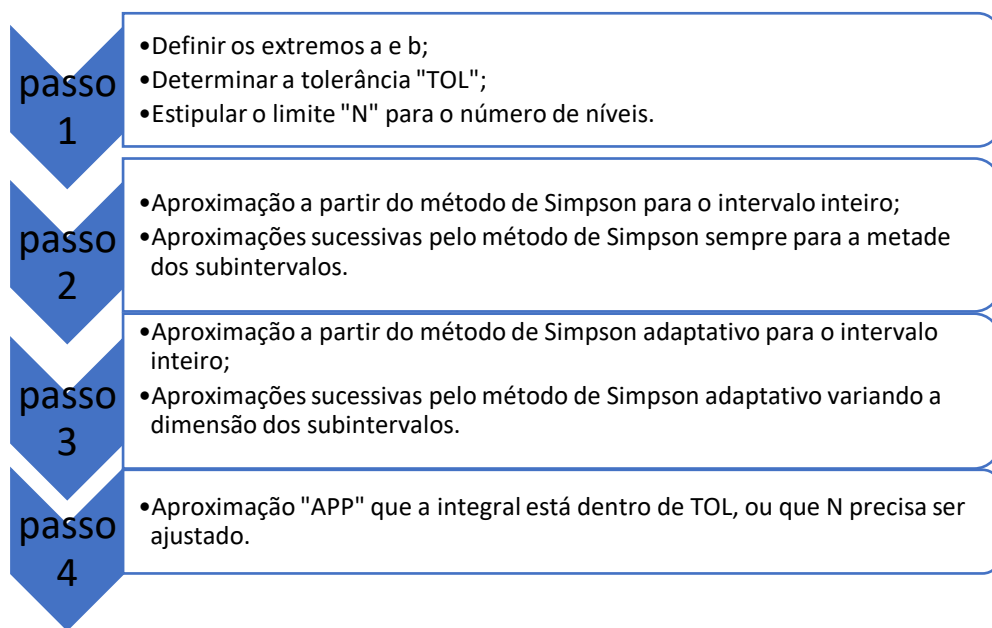 passo
1
•Definir os extremos a e b;
•Determinar a tolerância "TOL";
•Estipular o limite "N" para o número de níveis.
passo
2
•Aproximação a partir do método de Simpson para o intervalo inteiro;
•Aproximações sucessivas pelo método de Simpson sempre para a metade
dos subintervalos.
passo
3
•Aproximação a partir do método de Simpson adaptativo para o intervalo
inteiro;
•Aproximações sucessivas pelo método de Simpson adaptativo variando a
dimensão dos subintervalos.
passo
4
•Aproximação "APP" que a integral está dentro de TOL, ou que N precisa ser
ajustado.